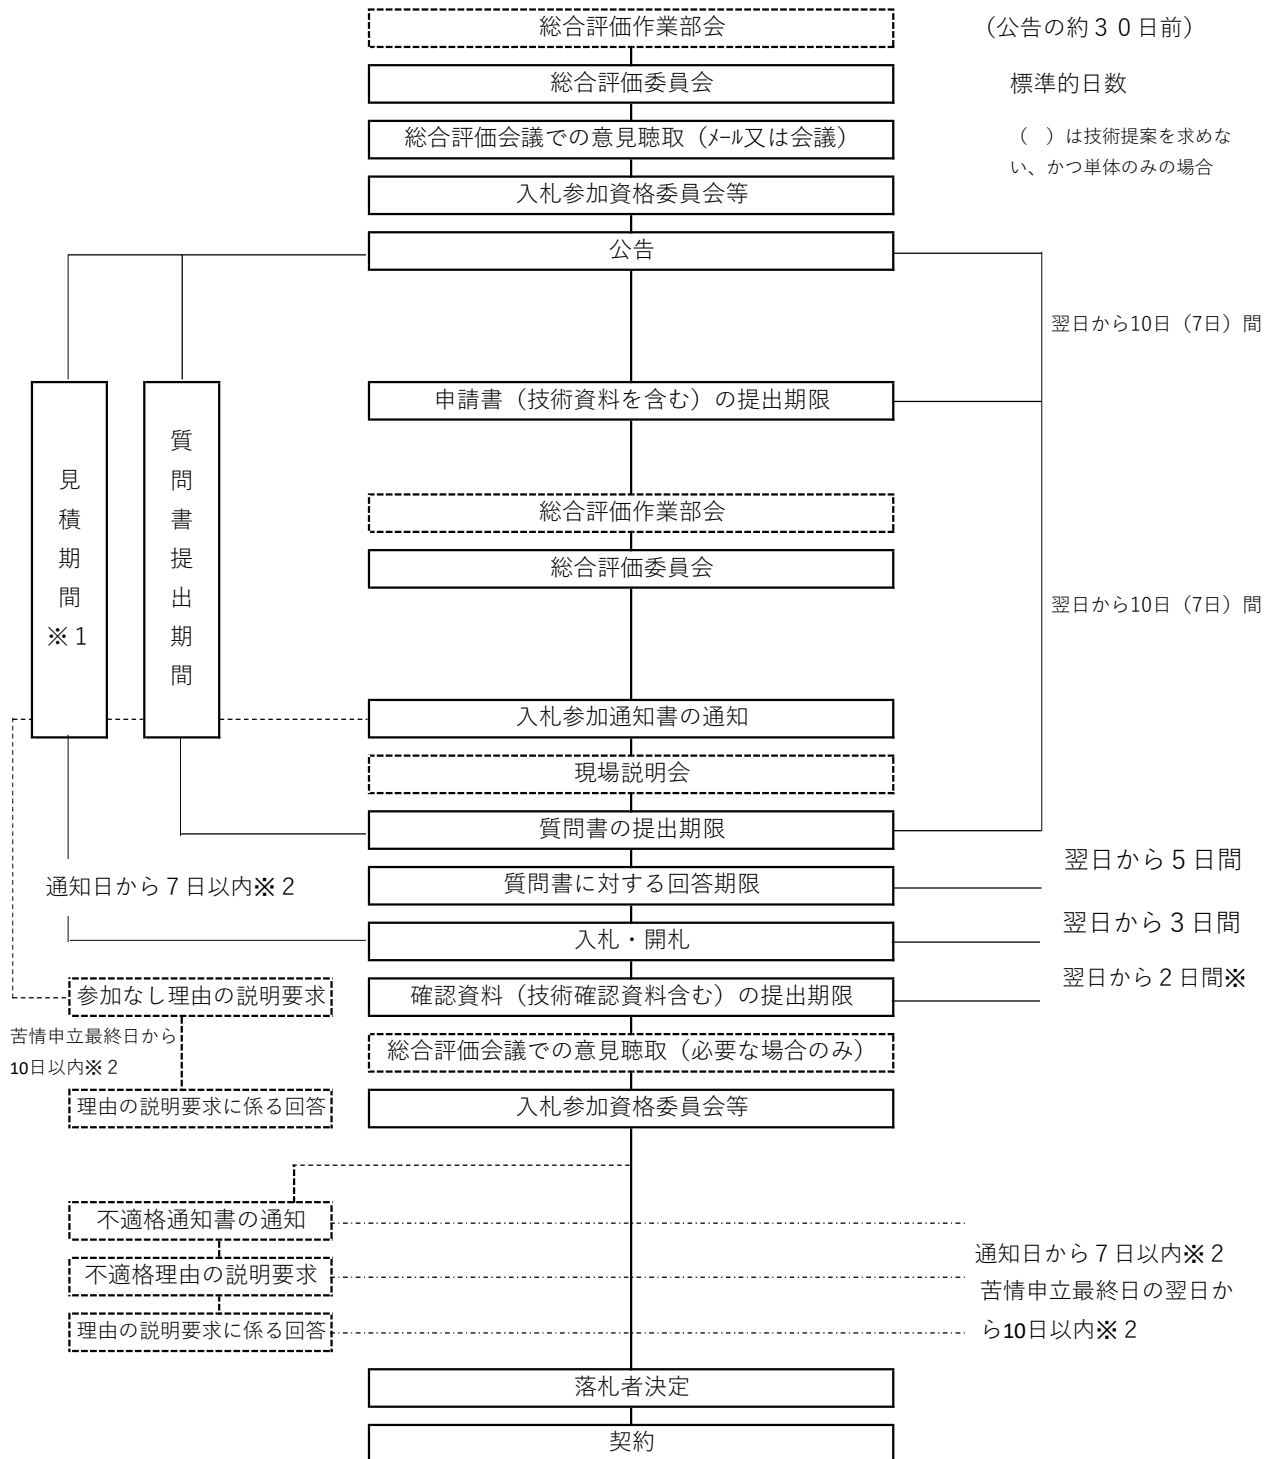 総合評価作業部会
（公告の約３０日前）
総合評価委員会
標準的日数
総合評価会議での意見聴取（ﾒｰﾙ又は会議）
（　）は技術提案を求めな
い、かつ単体のみの場合
入札参加資格委員会等
公告
翌日から10日（7日）間
申請書（技術資料を含む）の提出期限
見積期間※１
質問書提出期間
総合評価作業部会
総合評価委員会
翌日から10日（7日）間
入札参加通知書の通知
現場説明会
質問書の提出期限
翌日から５日間
通知日から７日以内※２
質問書に対する回答期限
翌日から３日間
入札・開札
翌日から２日間※
参加なし理由の説明要求
確認資料（技術確認資料含む）の提出期限
苦情申立最終日から
10日以内※２
総合評価会議での意見聴取（必要な場合のみ）
理由の説明要求に係る回答
入札参加資格委員会等
不適格通知書の通知
通知日から７日以内※２
不適格理由の説明要求
苦情申立最終日の翌日か
ら10日以内※２
理由の説明要求に係る回答
落札者決定
契約